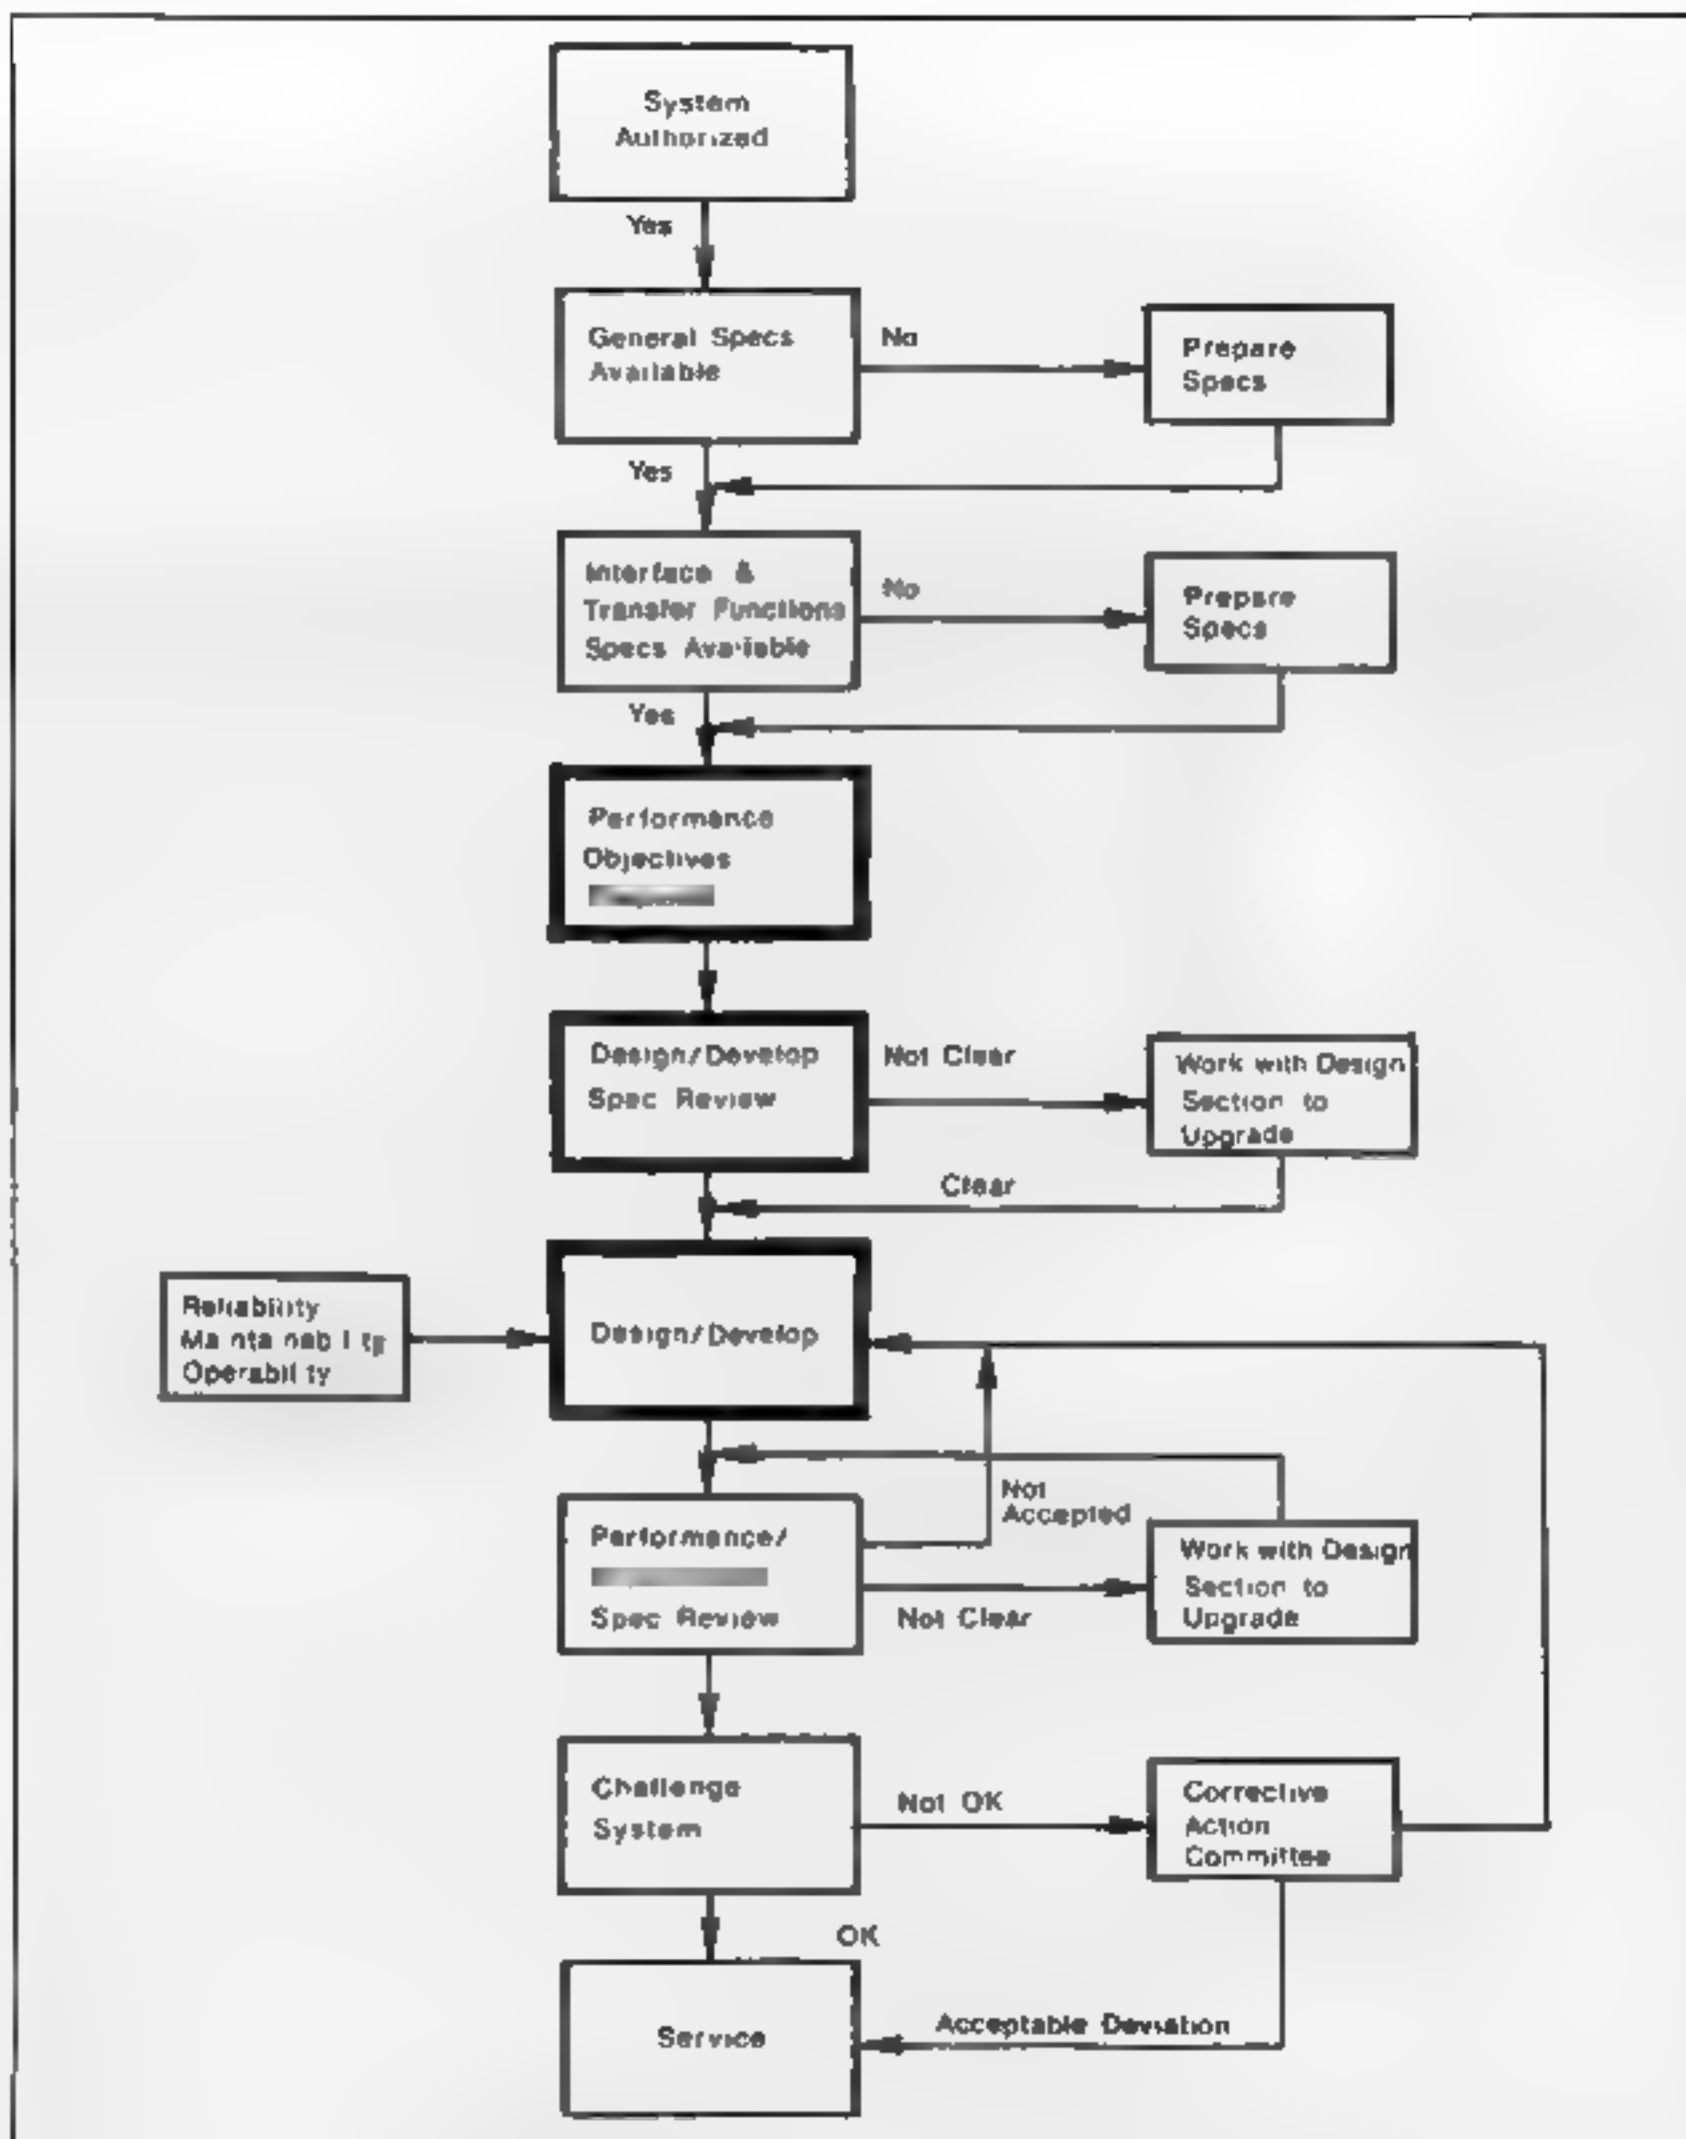 System
Authorized
Yes
General Specs
Available
No
Prepare
Specs
Yes
Interface &
Transfer Functions
Specs Available
No
Prepare
Specs
Yes
Performance
Objectives
Design/Develop
Spec Review
Not Clear
Work with Design
Section to
Upgrade
Clear
Reliability
Maintainability
Operability
Design/Develop
Not
Accepted
Performance/
Spec Review
Not Clear
Work with Design
Section to
Upgrade
Challenge
System
Not OK
Corrective
Action
Committee
OK
Service
Acceptable Deviation